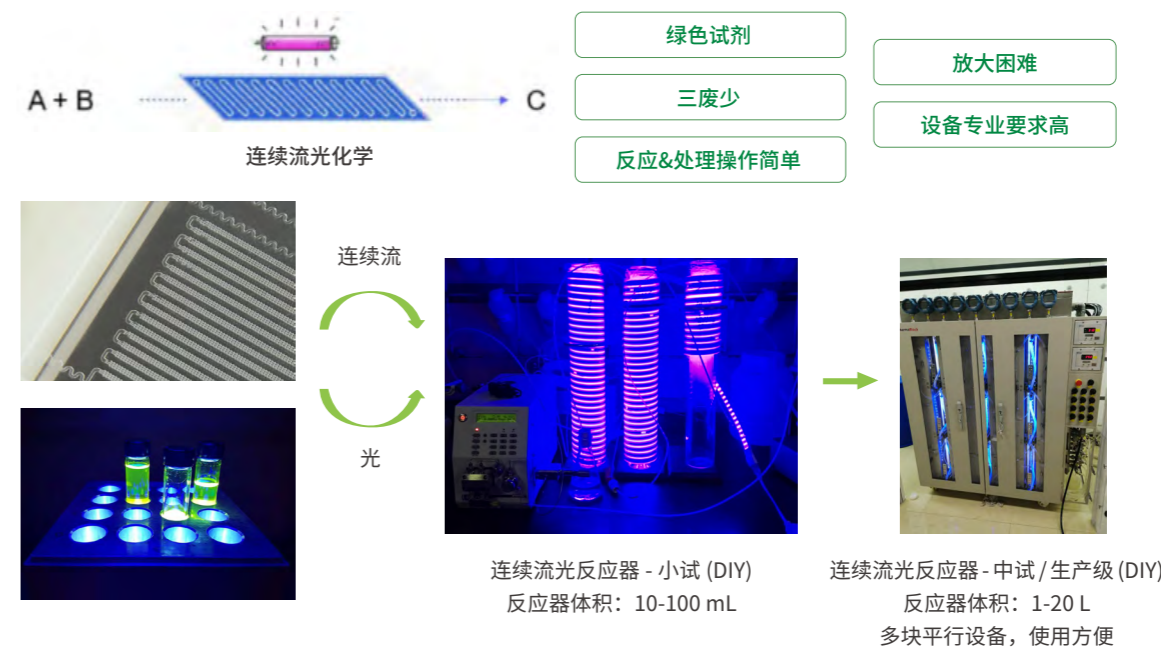 A + B
C
连续流光化学
绿色试剂
三废少
反应&处理操作简单
放大困难
设备专业要求高
连续流
光
连续流光反应器 - 小试 (DIY)
反应器体积：10-100 mL
连续流光反应器 - 中试 / 生产级 (DIY)
反应器体积：1-20 L
多块平行设备，使用方便